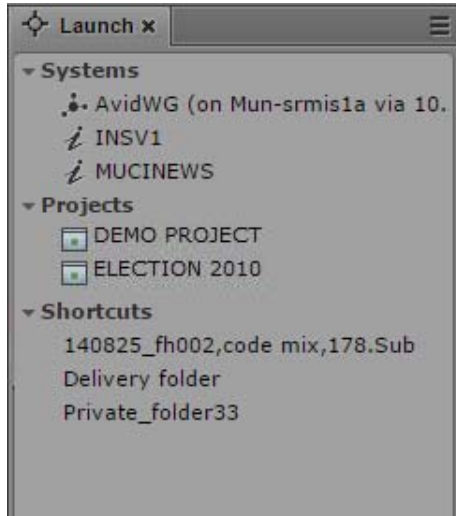 Launch
Systems
AvidWG (on Mun-srmis1a via 10.
INSV1
MUCINEWS
Projects
DEMO PROJECT
ELECTION 2010
Shortcuts
140825_fh002,code mix,178.Sub
Delivery folder
Private_folder33